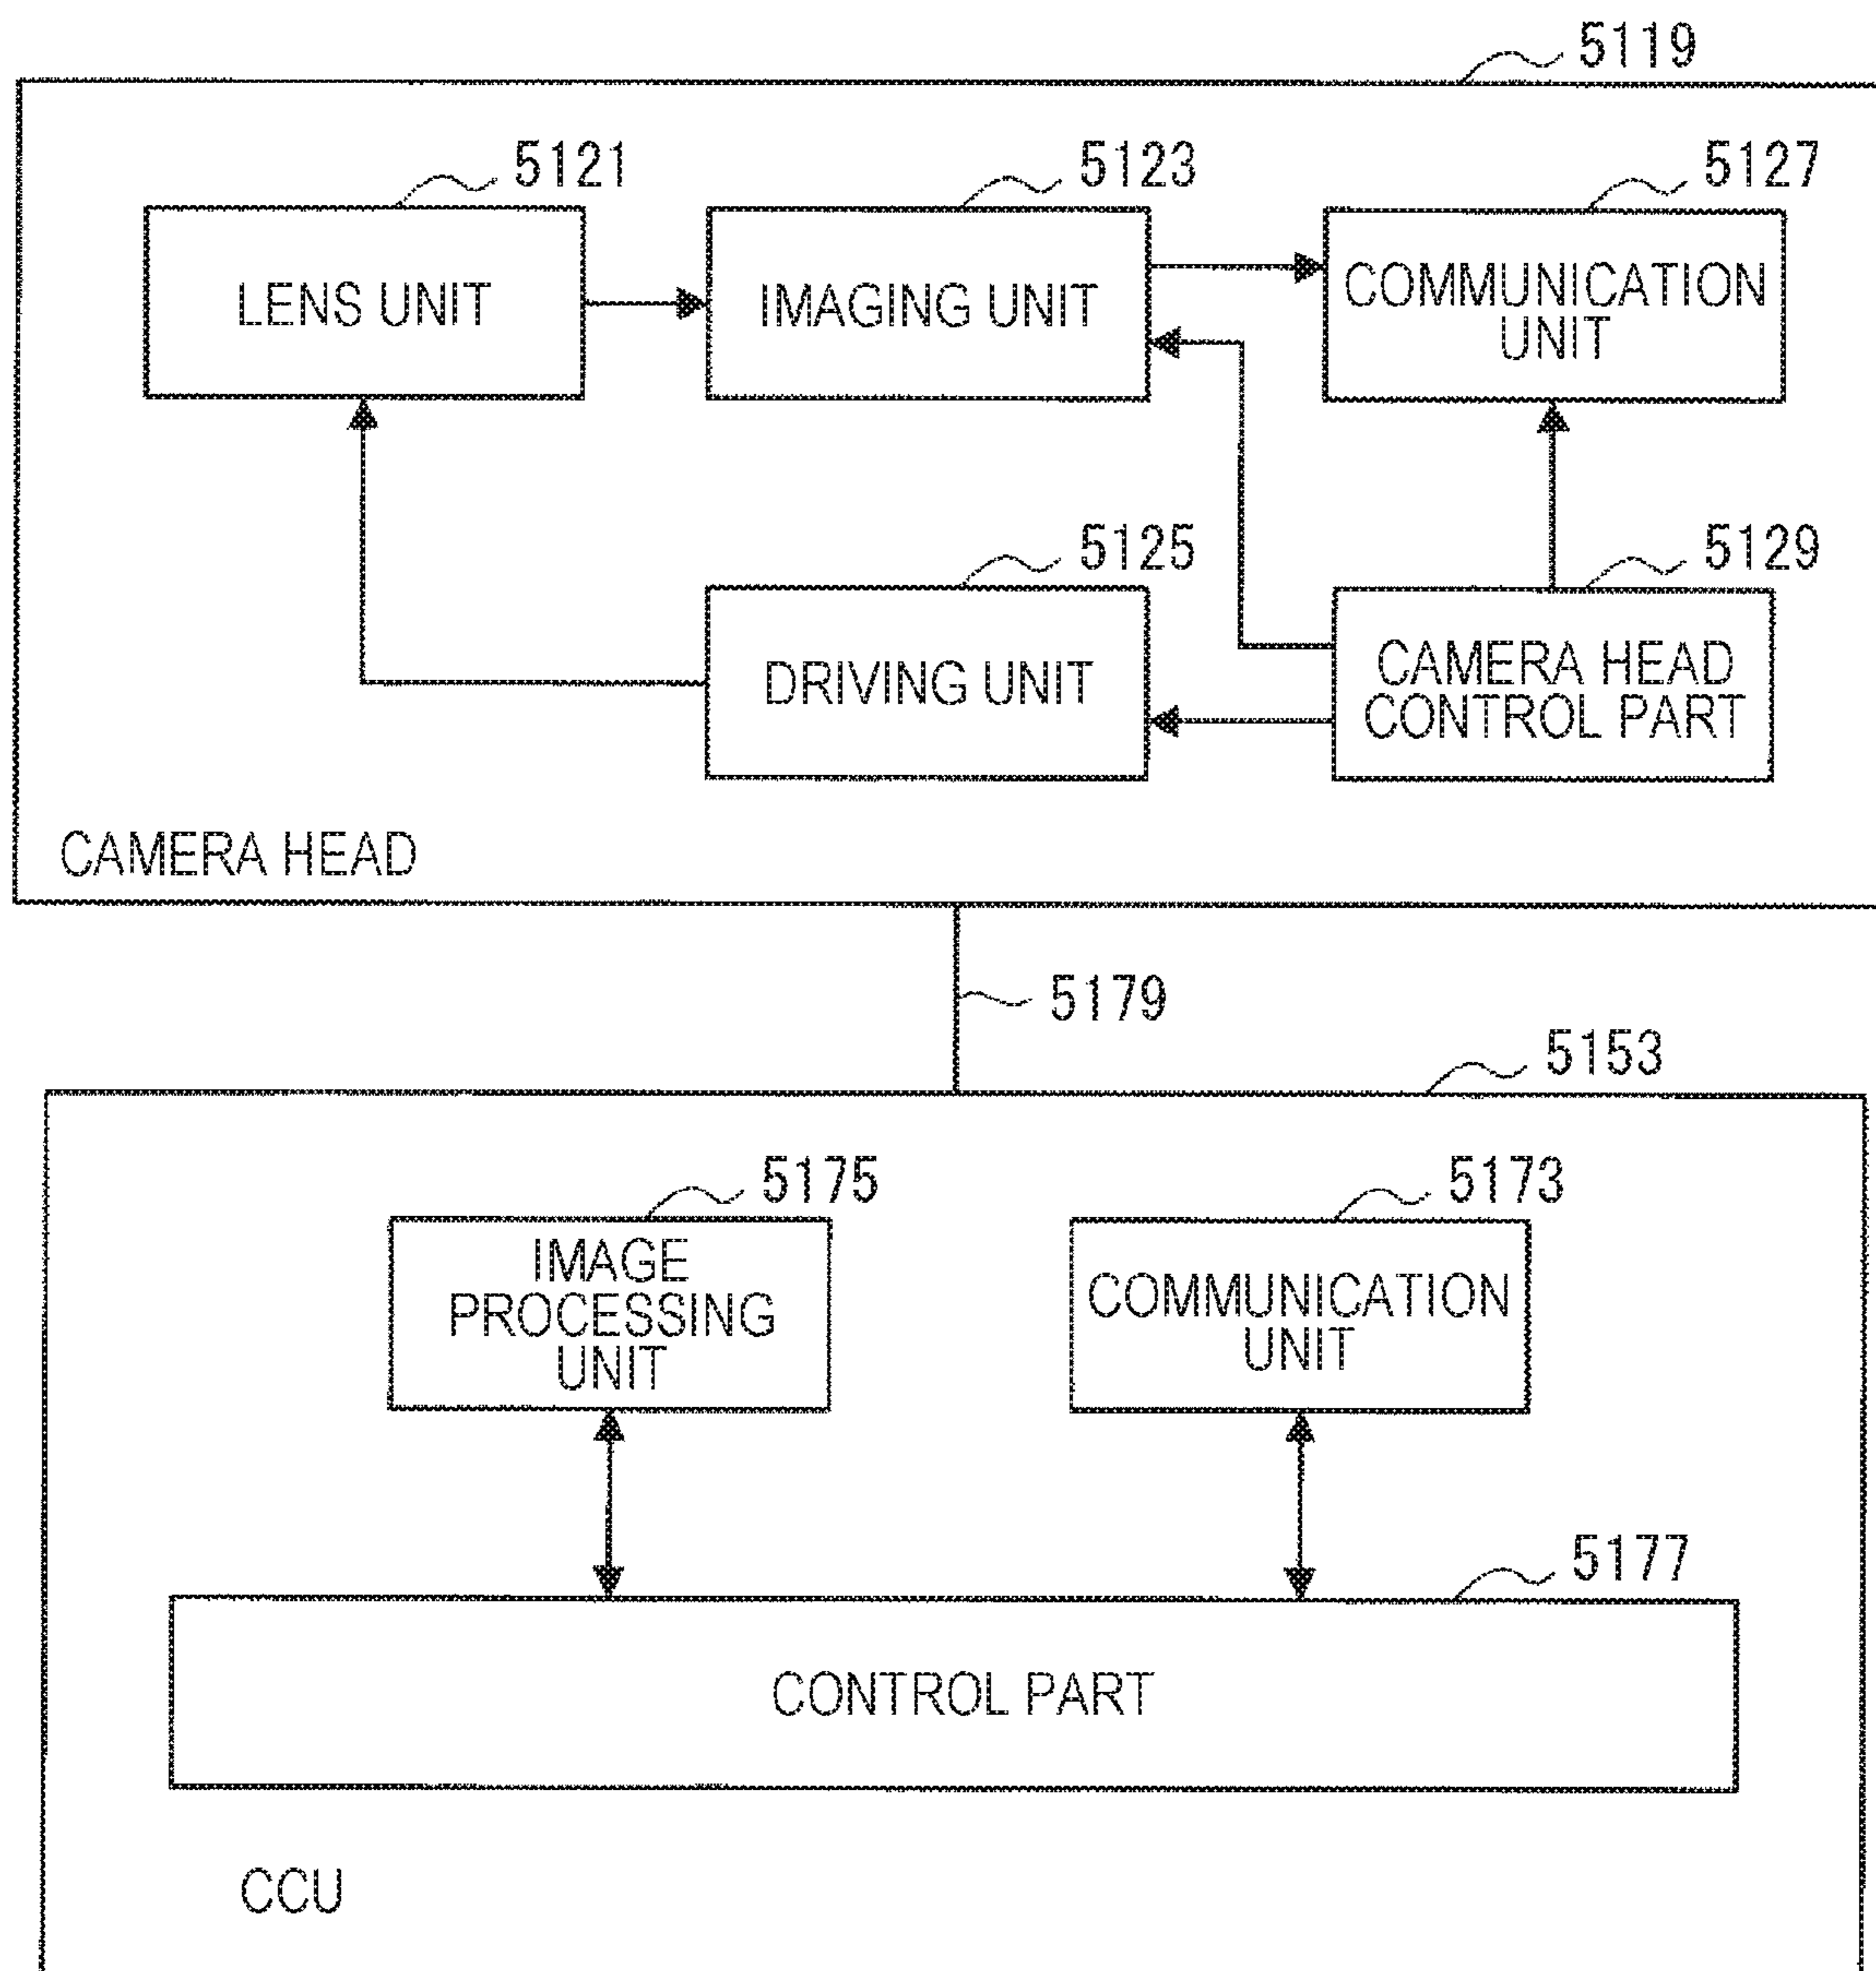 5119
5121
5123
5127
LENS UNIT
IMAGING UNIT
COMMUNICATION
UNIT
5125
5129
DRIVING UNIT
CAMERA HEAD
CONTROL PART
CAMERA HEAD
5179
5153
5175
5173
IMAGE
PROCESSING
UNIT
COMMUNICATION
UNIT
5177
CONTROL PART
CCU